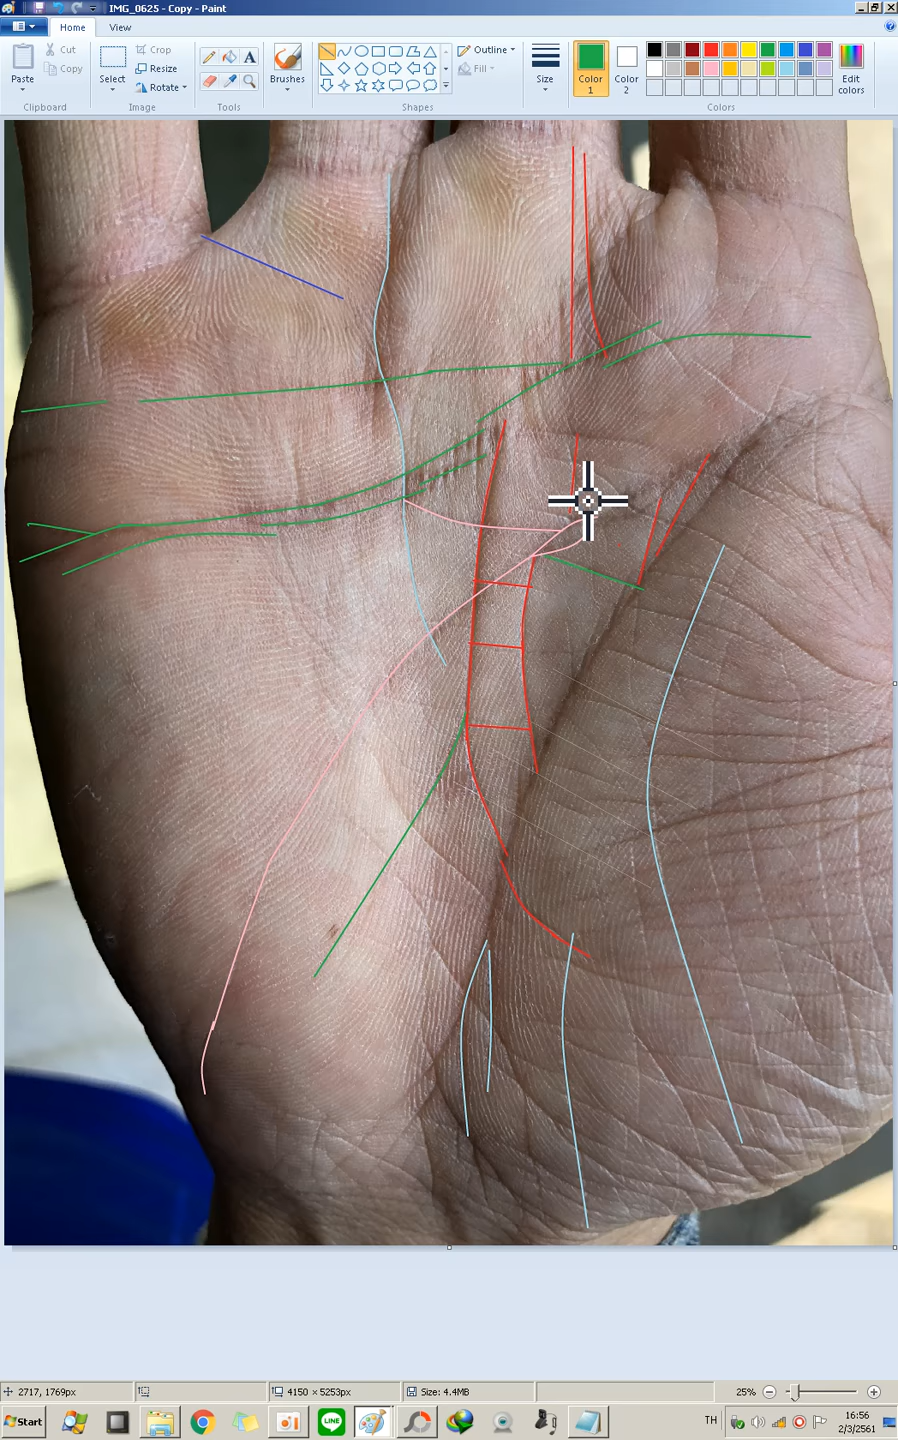 IMG_0625 - Copy - Paint
Home
View
Paste
Cut
Copy
Clipboard
Select
Crop
Resize
Rotate
Image
A
Tools
Brushes
Outline
Fill
Shapes
Size
Color 1
Color 2
Edit colors
Colors
2717, 1769px
4150 × 5253px
Size: 4.4MB
25%
Start
LINE
TH
16:56
2/3/2561